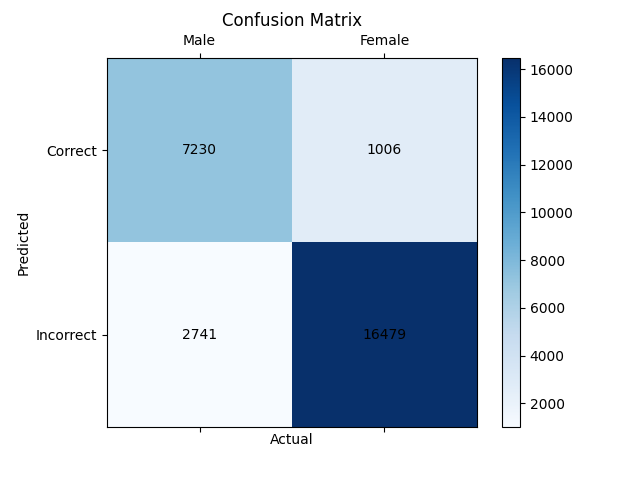 Confusion Matrix
Male Female
16000
Correct 7230 1006
14000
12000
10000
Predicted
8000
6000
Incorrect 2741 16479
4000
2000
Actual